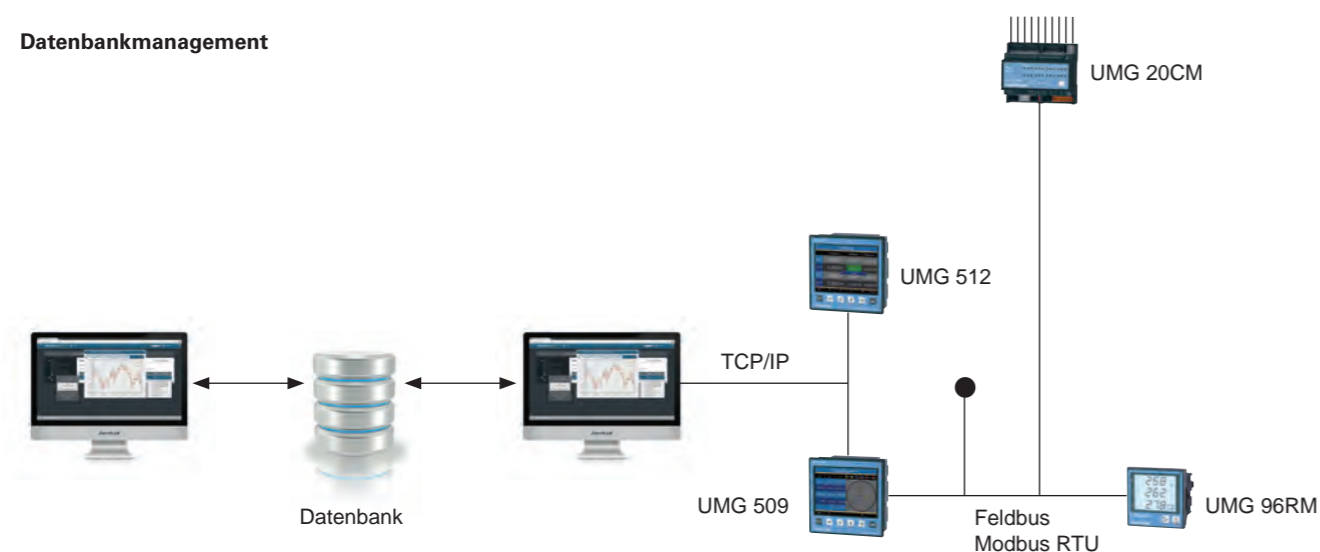 Datenbankmanagement
UMG 20CM
UMG 512
TCP/IP
Datenbank
UMG 509
Feldbus
Modbus RTU
UMG 96RM